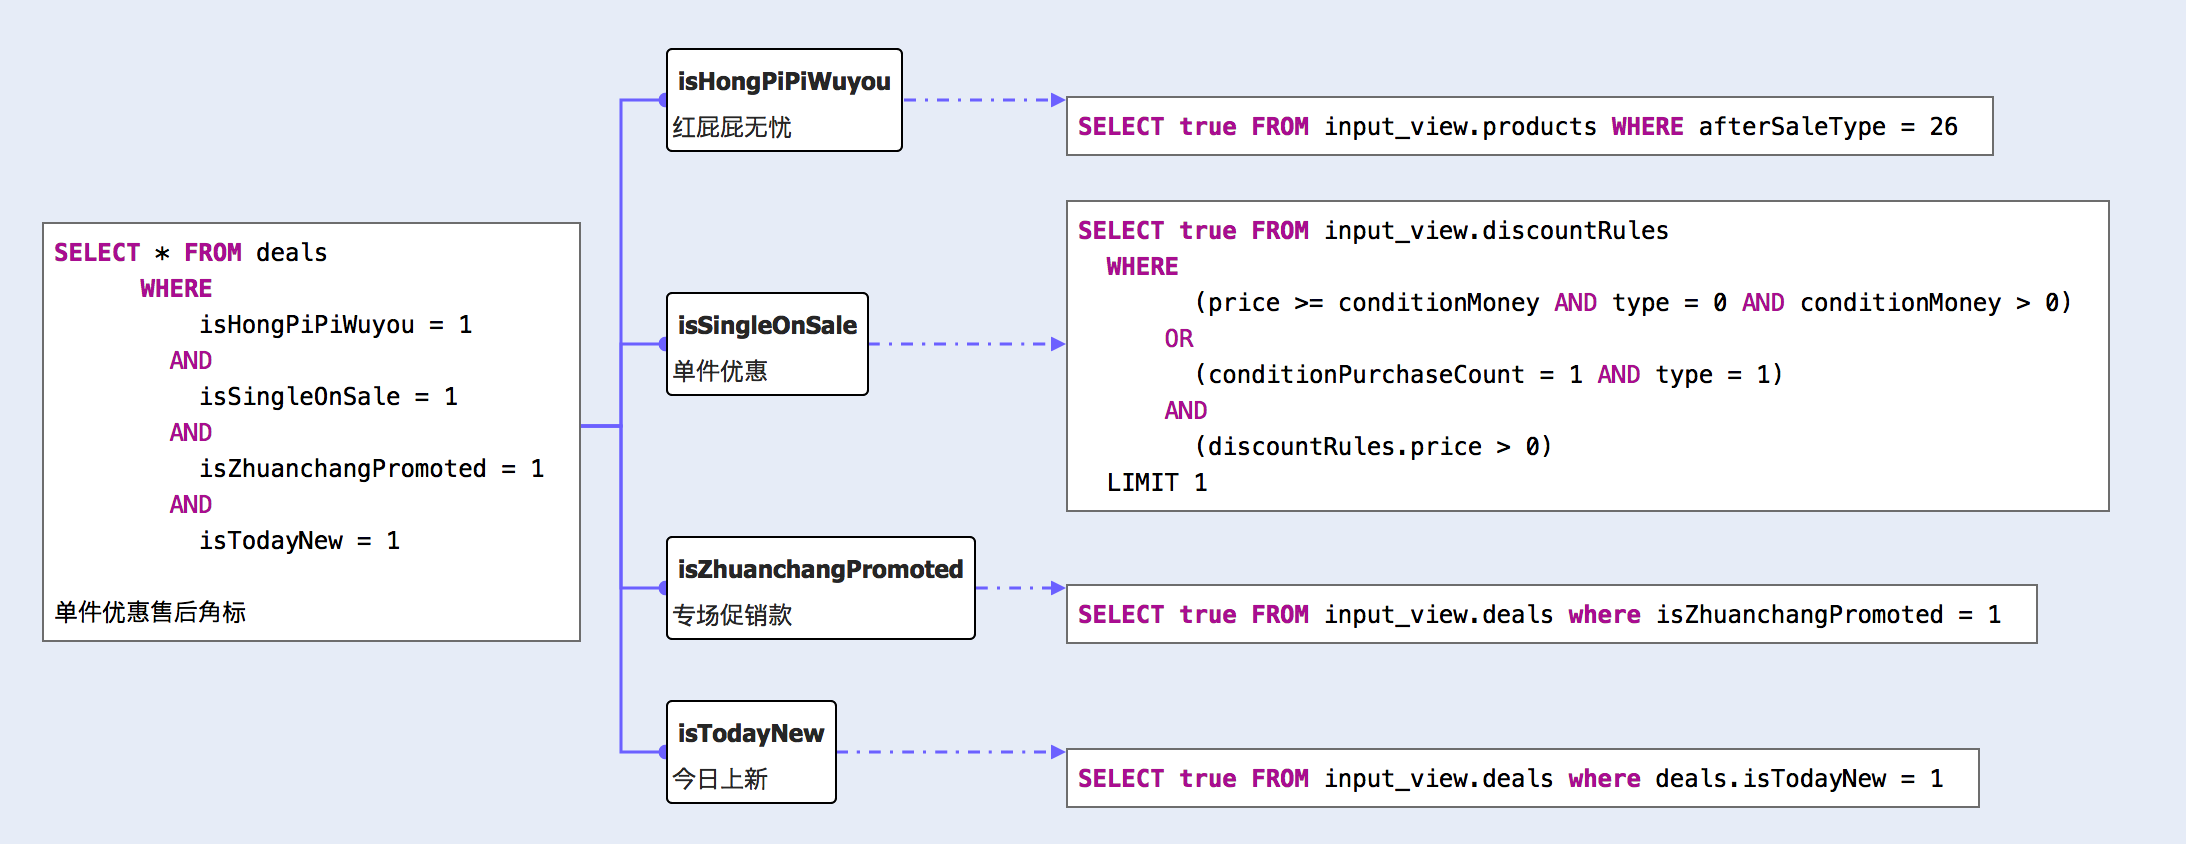 SELECT * FROM deals
WHERE
isHongPiPiWuyou = 1
AND
isSingleOnSale = 1
AND
isZhuanchangPromoted = 1
AND
isTodayNew = 1
单件优惠售后角标
isHongPiPiWuyou
红屁屁无忧
SELECT true FROM input_view.products WHERE afterSaleType = 26
isSingleOnSale
单件优惠
SELECT true FROM input_view.discountRules
WHERE
(price >= conditionMoney AND type = 0 AND conditionMoney > 0)
OR
(conditionPurchaseCount = 1 AND type = 1)
AND
(discountRules.price > 0)
LIMIT 1
isZhuanchangPromoted
专场促销款
SELECT true FROM input_view.deals where isZhuanchangPromoted = 1
isTodayNew
今日上新
SELECT true FROM input_view.deals where deals.isTodayNew = 1